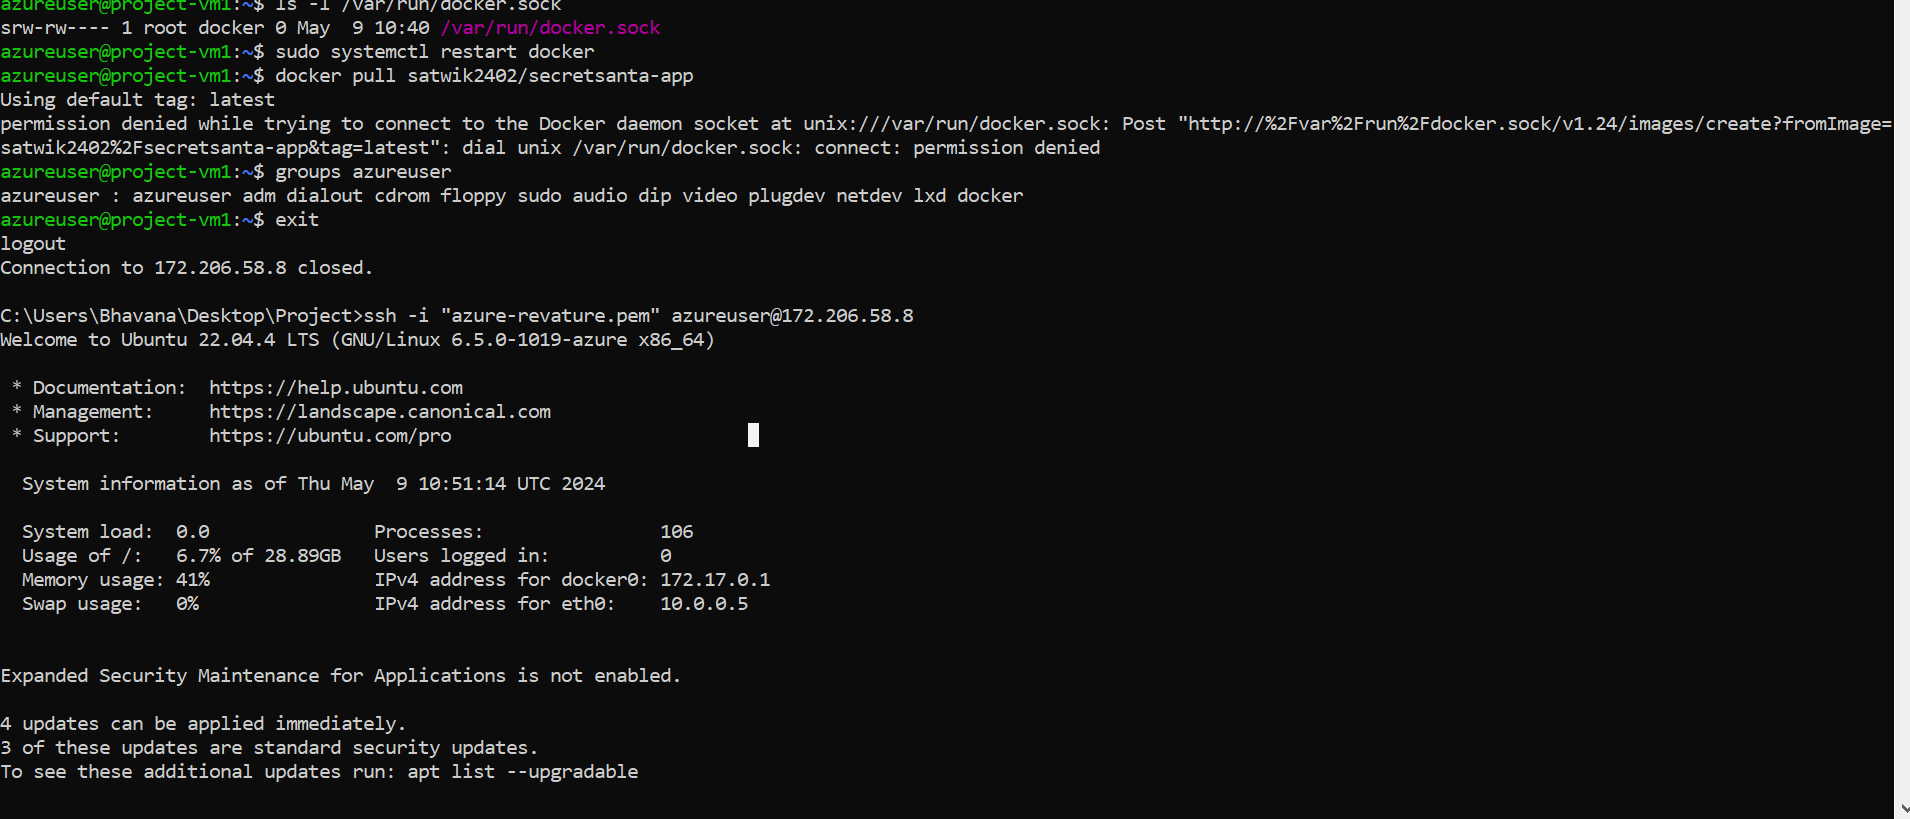 azureuser@project-vm1:~$ ls -l /var/run/docker.sock
srw-rw---- 1 root docker 0 May  9 10:40 /var/run/docker.sock
azureuser@project-vm1:~$ sudo systemctl restart docker
azureuser@project-vm1:~$ docker pull satwik2402/secretsanta-app
Using default tag: latest
permission denied while trying to connect to the Docker daemon socket at unix:///var/run/docker.sock: Post "http://%2Fvar%2Frun%2Fdocker.sock/v1.24/images/create?fromImage=
satwik2402%2Fsecretsanta-app&tag=latest": dial unix /var/run/docker.sock: connect: permission denied
azureuser@project-vm1:~$ groups azureuser
azureuser : azureuser adm dialout cdrom floppy sudo audio dip video plugdev netdev lxd docker
azureuser@project-vm1:~$ exit
logout
Connection to 172.206.58.8 closed.
C:\Users\Bhavana\Desktop\Project>ssh -i "azure-revature.pem" azureuser@172.206.58.8
Welcome to Ubuntu 22.04.4 LTS (GNU/Linux 6.5.0-1019-azure x86_64)
* Documentation:  https://help.ubuntu.com
* Management:     https://landscape.canonical.com
* Support:        https://ubuntu.com/pro
System information as of Thu May  9 10:51:14 UTC 2024
System load:  0.0               Processes:                106
Usage of /:   6.7% of 28.89GB   Users logged in:          0
Memory usage: 41%               IPv4 address for docker0: 172.17.0.1
Swap usage:   0%                IPv4 address for eth0:    10.0.0.5
Expanded Security Maintenance for Applications is not enabled.
4 updates can be applied immediately.
3 of these updates are standard security updates.
To see these additional updates run: apt list --upgradable